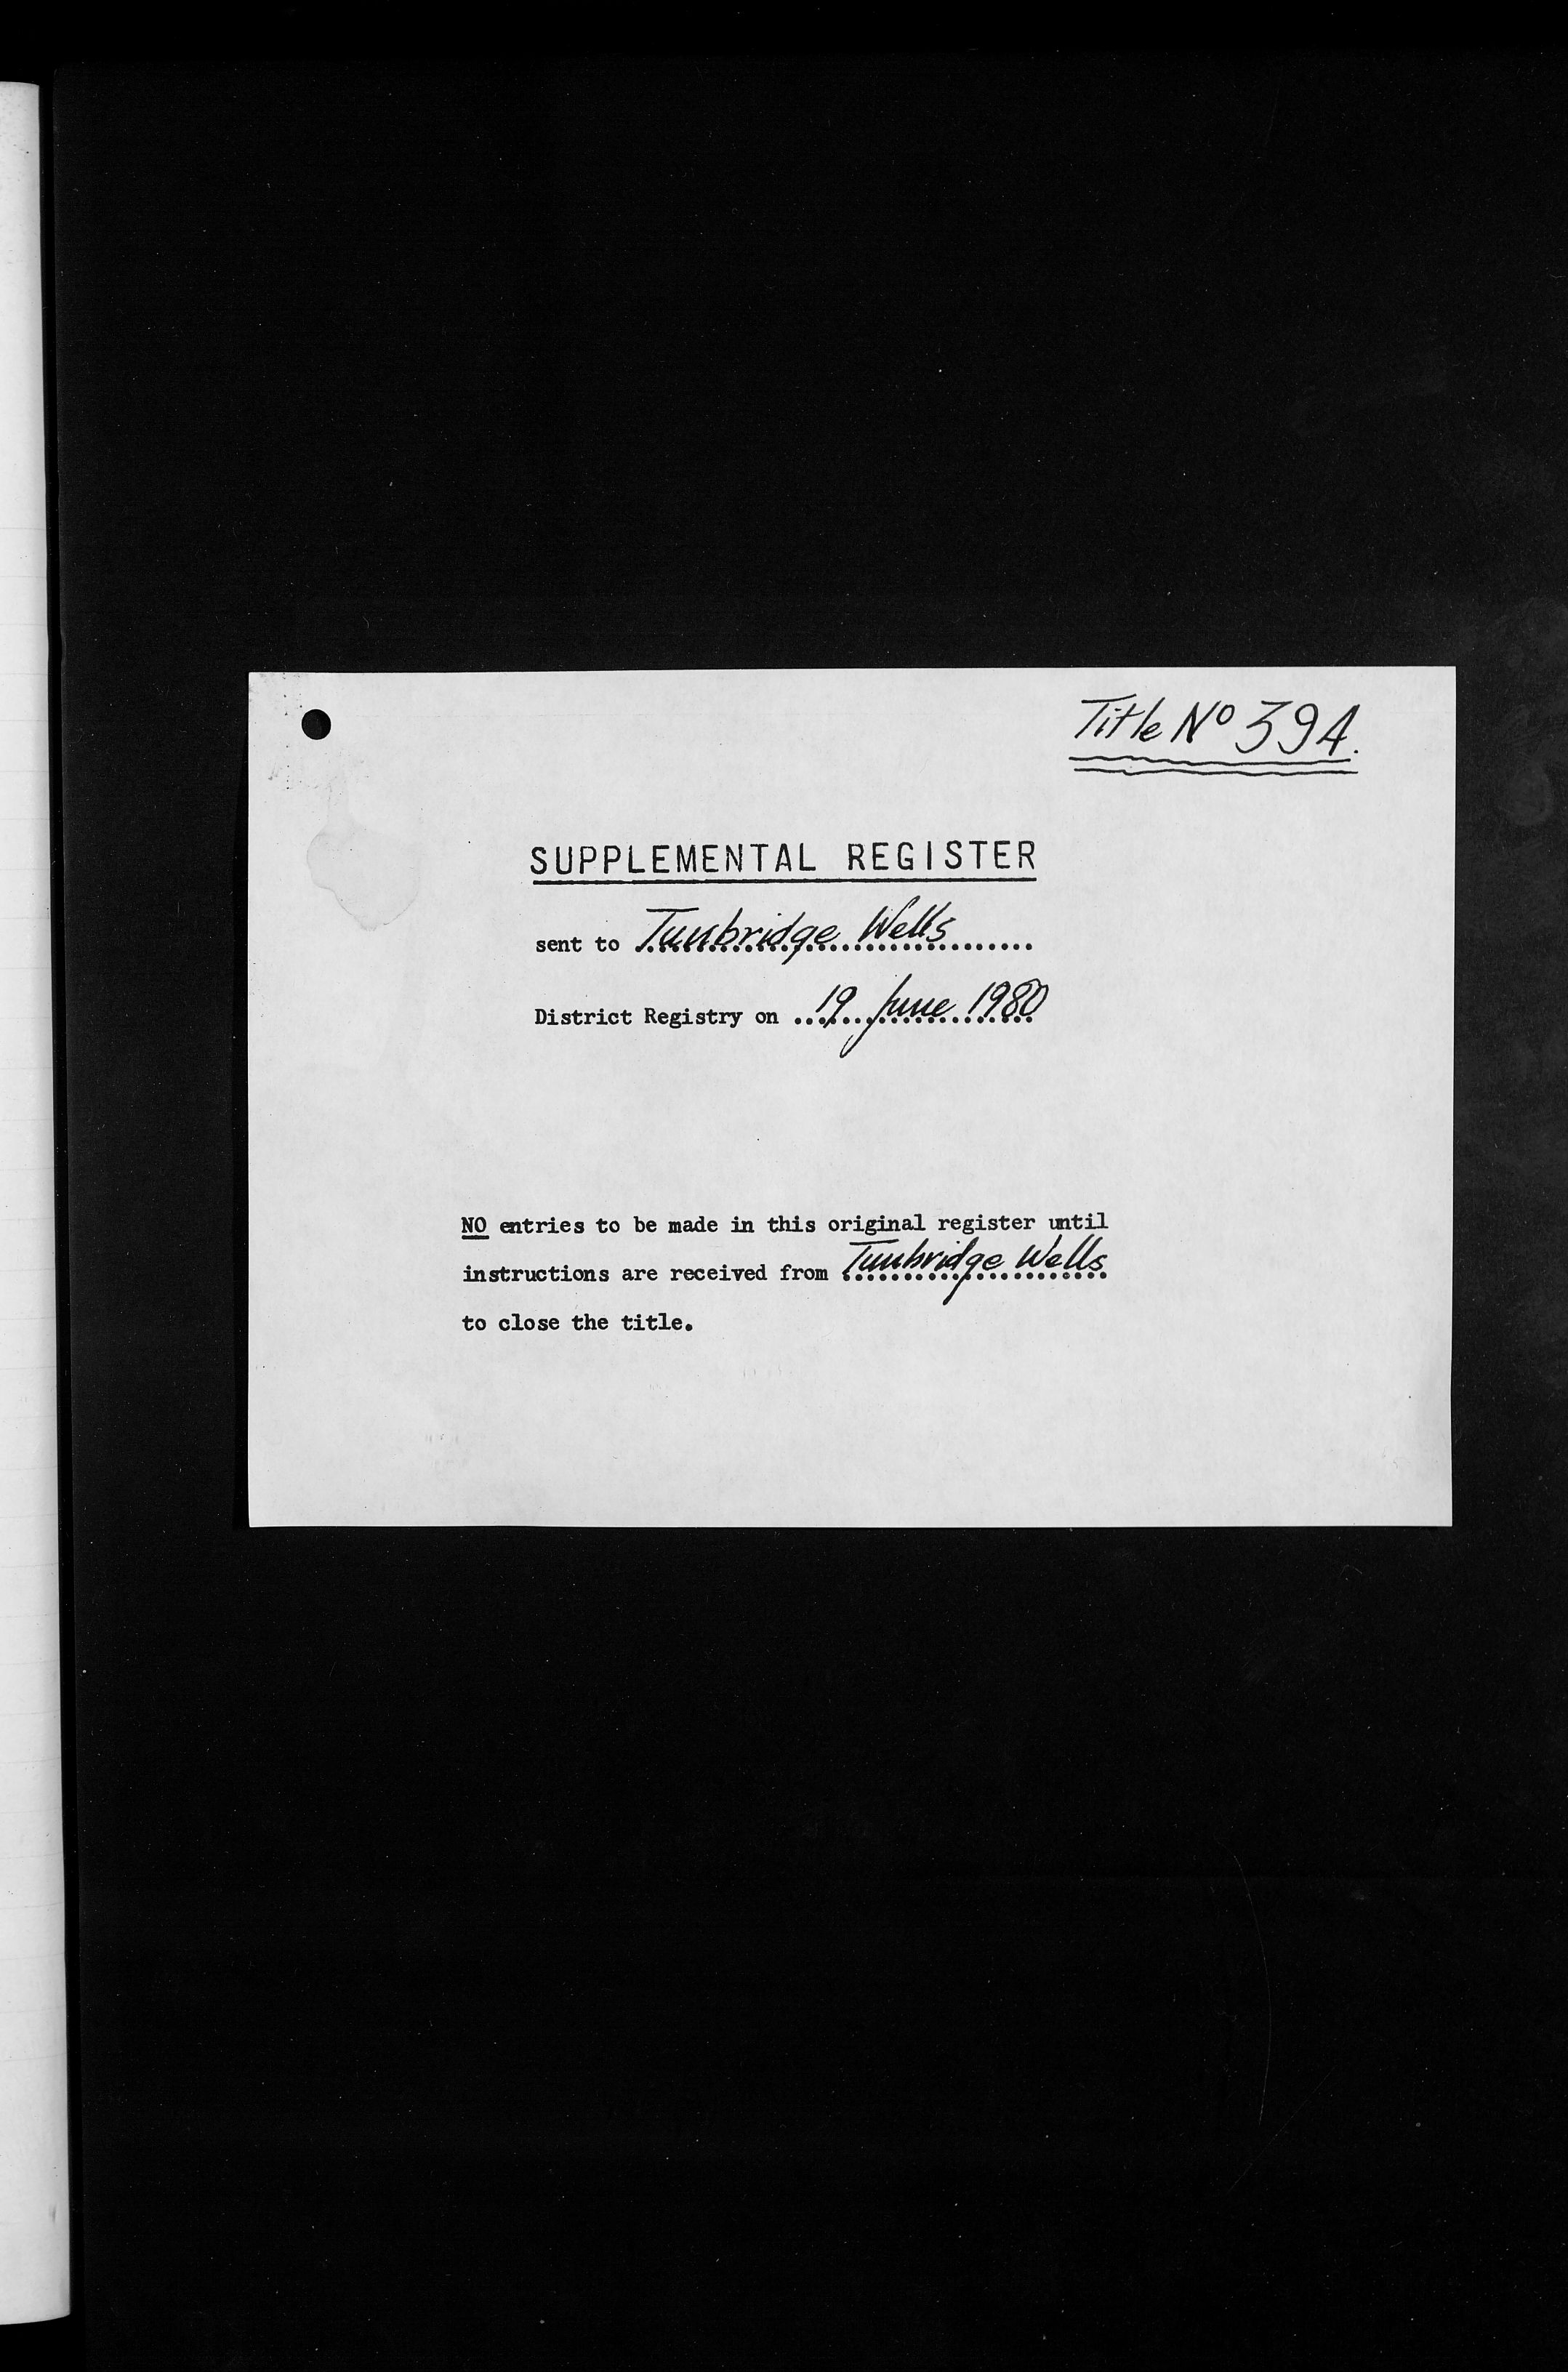 Title No 394.
SUPPLEMENTAL REGISTER
sent to Tunbridge Wells
District Registry on 19 June 1980
NO entries to be made in this original register until
instructions are received from Tunbridge Wells
to close the title.